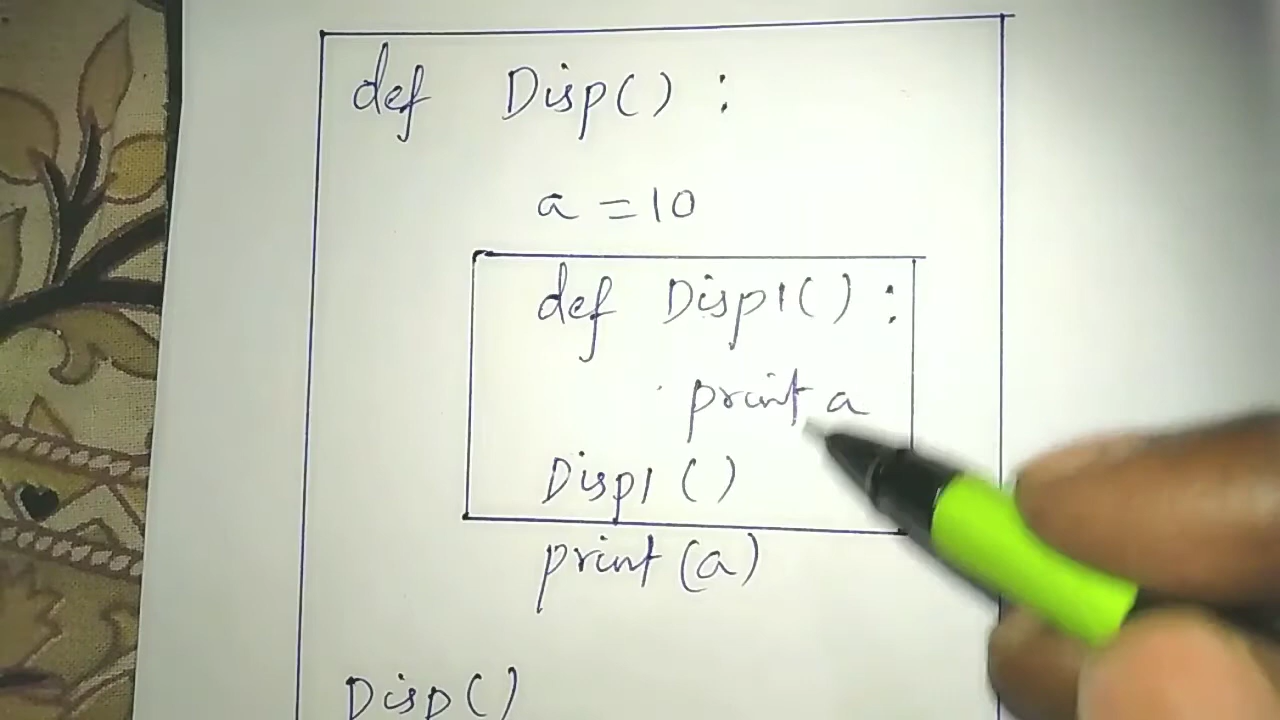 def Disp() :
a = 10
def Disp1() :
print a
Disp1 ()
print (a)
Disp()